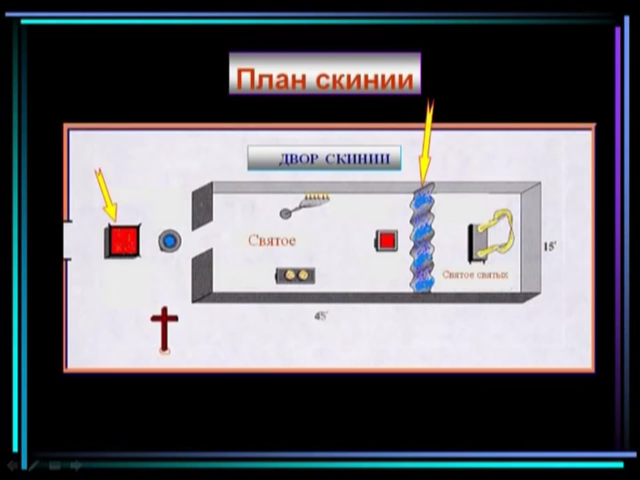 План скинии
ДВОР СКИНИИ
Святое
Святое святых
15'
45'